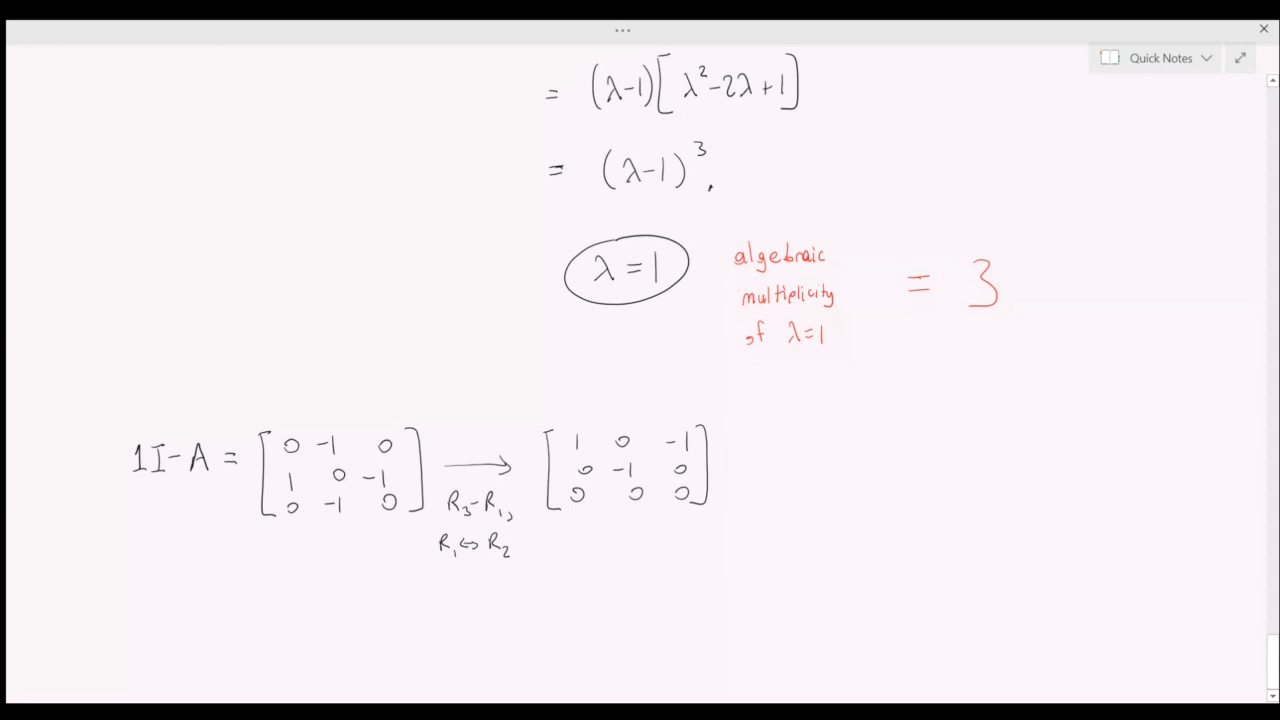 Quick Notes
= (λ-1)[λ²-2λ+1]
= (λ-1)³.
λ=1
algebraic
multiplicity
of λ=1
= 3
1I-A = [0 -1 0; 1 0 -1; 0 -1 0] → [1 0 -1; 0 -1 0; 0 0 0]
R₃-R₁,
R₁↔R₂